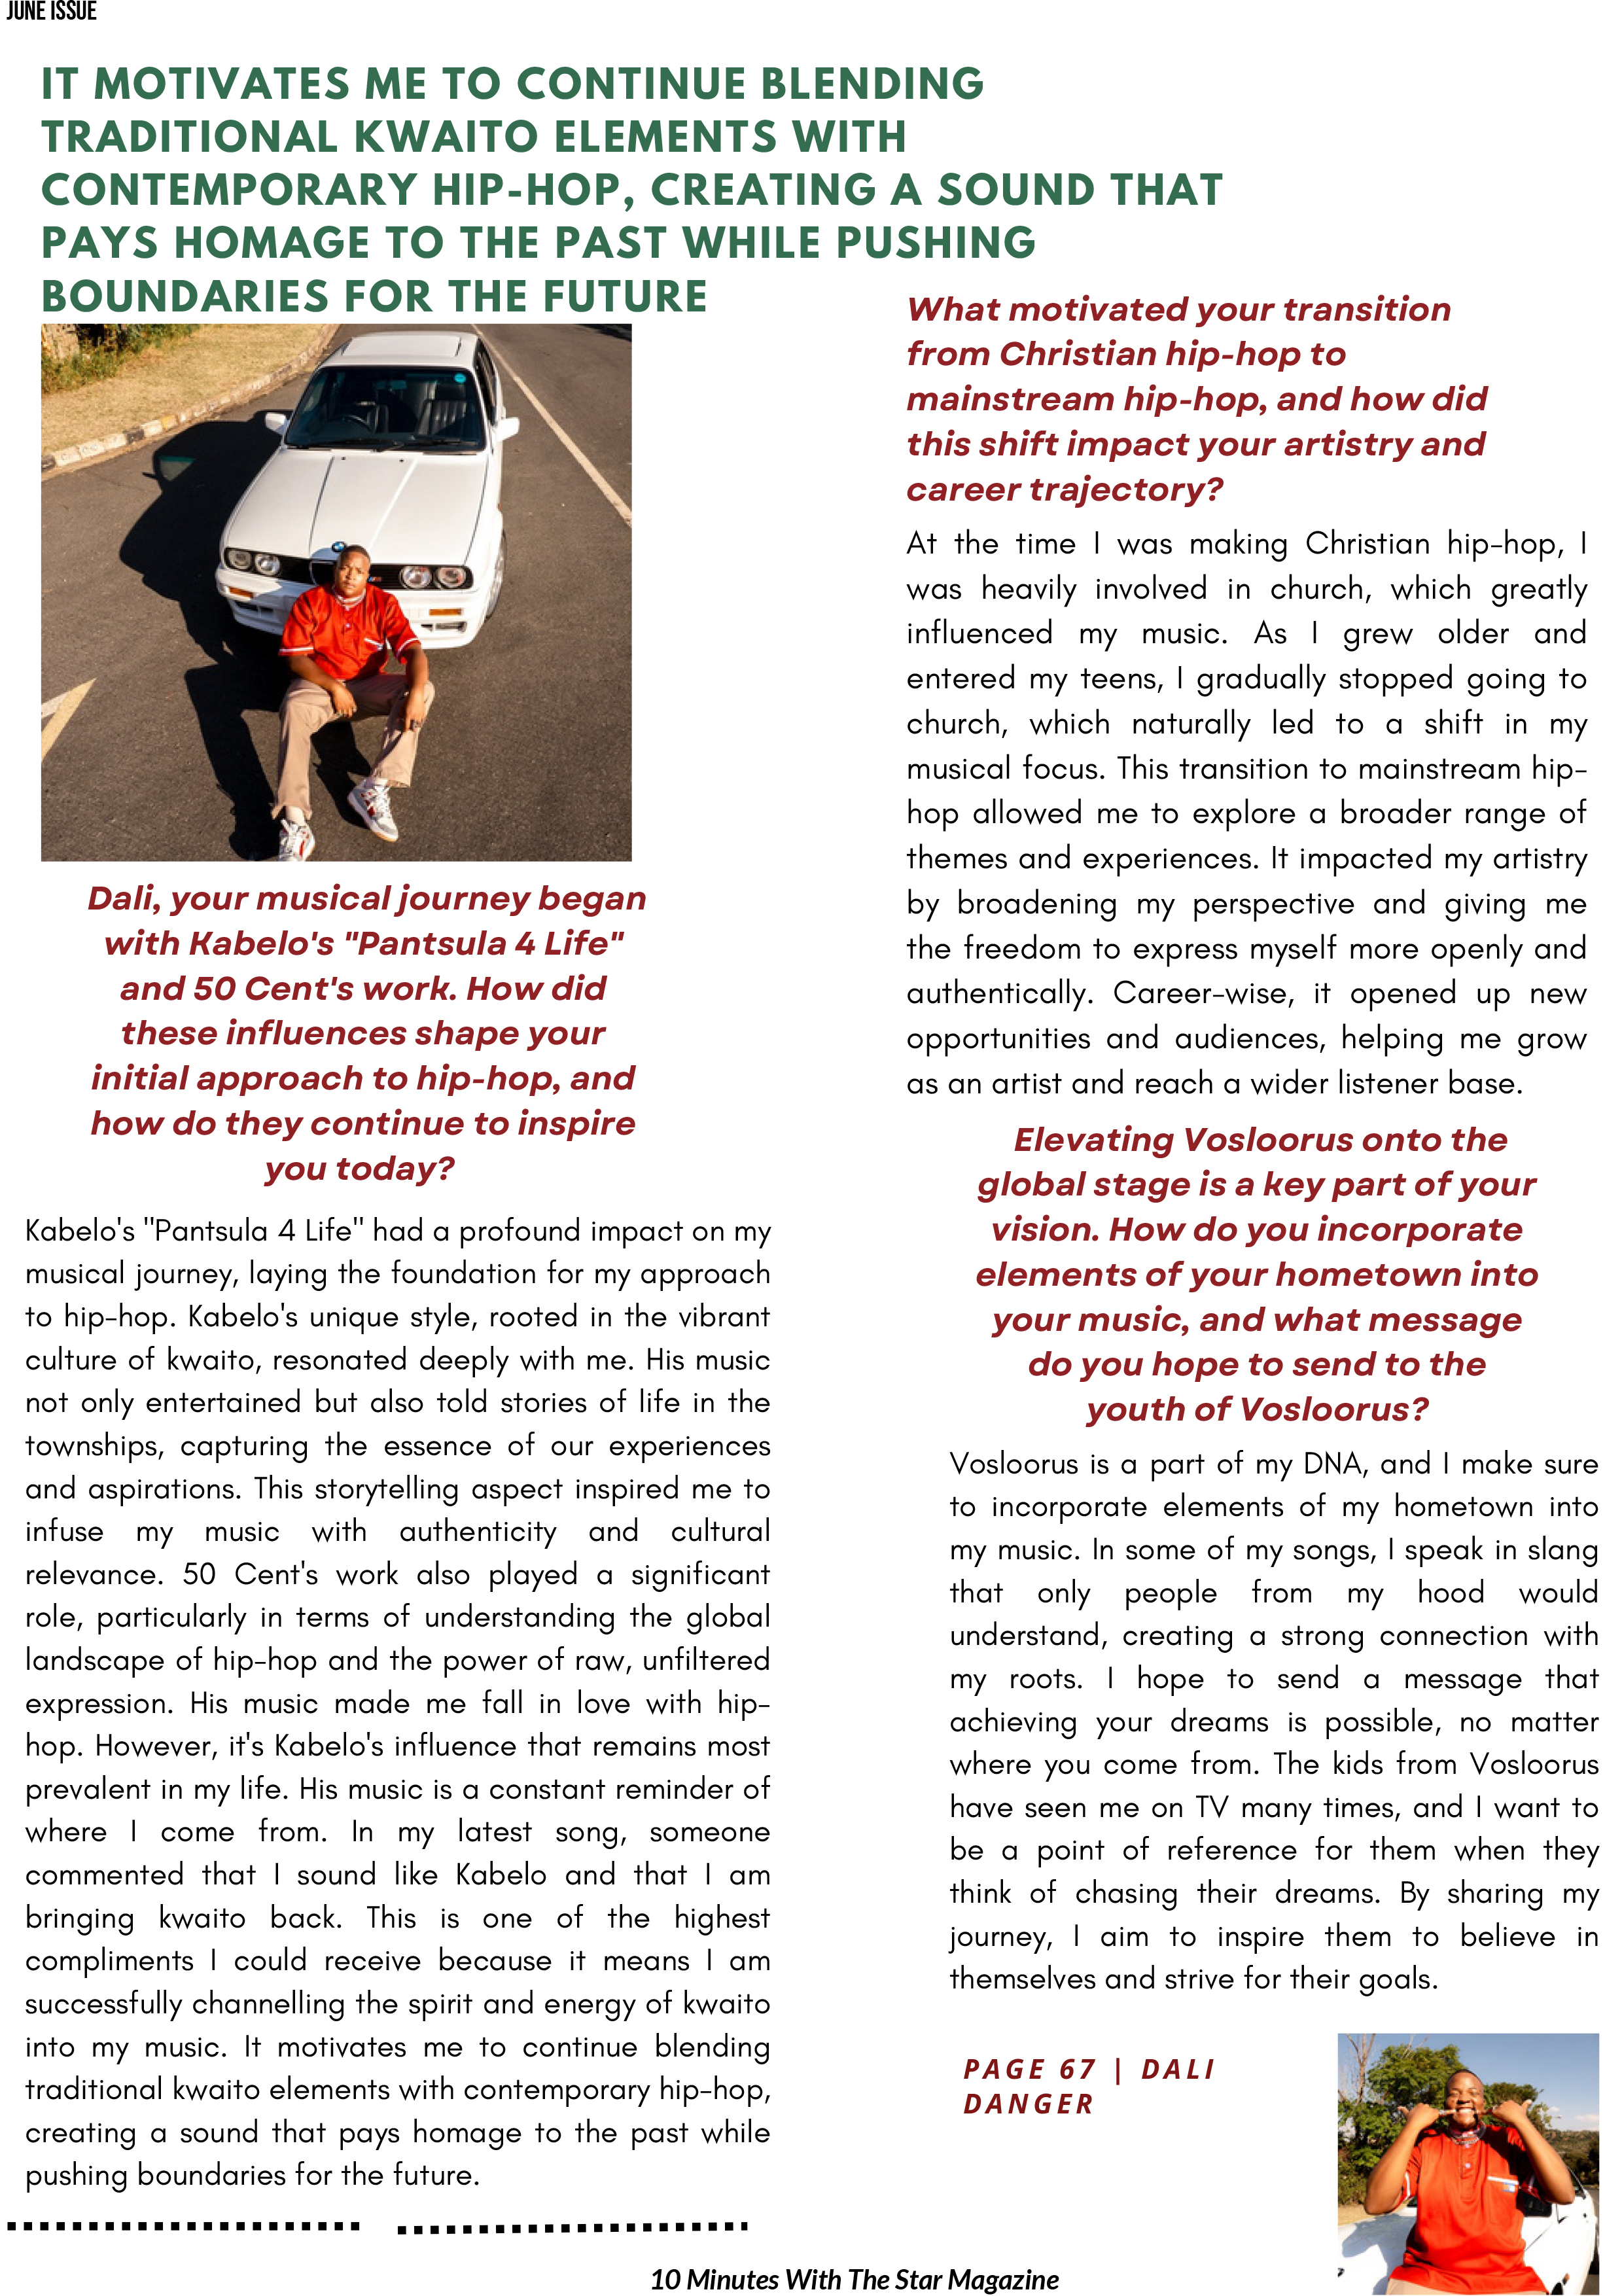 JUNE ISSUE
IT MOTIVATES ME TO CONTINUE BLENDING
TRADITIONAL KWAITO ELEMENTS WITH
CONTEMPORARY HIP-HOP, CREATING A SOUND THAT
PAYS HOMAGE TO THE PAST WHILE PUSHING
BOUNDARIES FOR THE FUTURE
Dali, your musical journey began
with Kabelo's "Pantsula 4 Life"
and 50 Cent's work. How did
these influences shape your
initial approach to hip-hop, and
how do they continue to inspire
you today?
Kabelo's "Pantsula 4 Life" had a profound impact on my
musical journey, laying the foundation for my approach
to hip-hop. Kabelo's unique style, rooted in the vibrant
culture of kwaito, resonated deeply with me. His music
not only entertained but also told stories of life in the
townships, capturing the essence of our experiences
and aspirations. This storytelling aspect inspired me to
infuse my music with authenticity and cultural
relevance. 50 Cent's work also played a significant
role, particularly in terms of understanding the global
landscape of hip-hop and the power of raw, unfiltered
expression. His music made me fall in love with hip-
hop. However, it's Kabelo's influence that remains most
prevalent in my life. His music is a constant reminder of
where I come from. In my latest song, someone
commented that I sound like Kabelo and that I am
bringing kwaito back. This is one of the highest
compliments I could receive because it means I am
successfully channelling the spirit and energy of kwaito
into my music. It motivates me to continue blending
traditional kwaito elements with contemporary hip-hop,
creating a sound that pays homage to the past while
pushing boundaries for the future.
What motivated your transition
from Christian hip-hop to
mainstream hip-hop, and how did
this shift impact your artistry and
career trajectory?
At the time I was making Christian hip-hop, I
was heavily involved in church, which greatly
influenced my music. As I grew older and
entered my teens, I gradually stopped going to
church, which naturally led to a shift in my
musical focus. This transition to mainstream hip-
hop allowed me to explore a broader range of
themes and experiences. It impacted my artistry
by broadening my perspective and giving me
the freedom to express myself more openly and
authentically. Career-wise, it opened up new
opportunities and audiences, helping me grow
as an artist and reach a wider listener base.
Elevating Vosloorus onto the
global stage is a key part of your
vision. How do you incorporate
elements of your hometown into
your music, and what message
do you hope to send to the
youth of Vosloorus?
Vosloorus is a part of my DNA, and I make sure
to incorporate elements of my hometown into
my music. In some of my songs, I speak in slang
that only people from my hood would
understand, creating a strong connection with
my roots. I hope to send a message that
achieving your dreams is possible, no matter
where you come from. The kids from Vosloorus
have seen me on TV many times, and I want to
be a point of reference for them when they
think of chasing their dreams. By sharing my
journey, I aim to inspire them to believe in
themselves and strive for their goals.
PAGE 67 | DALI
DANGER
10 Minutes With The Star Magazine